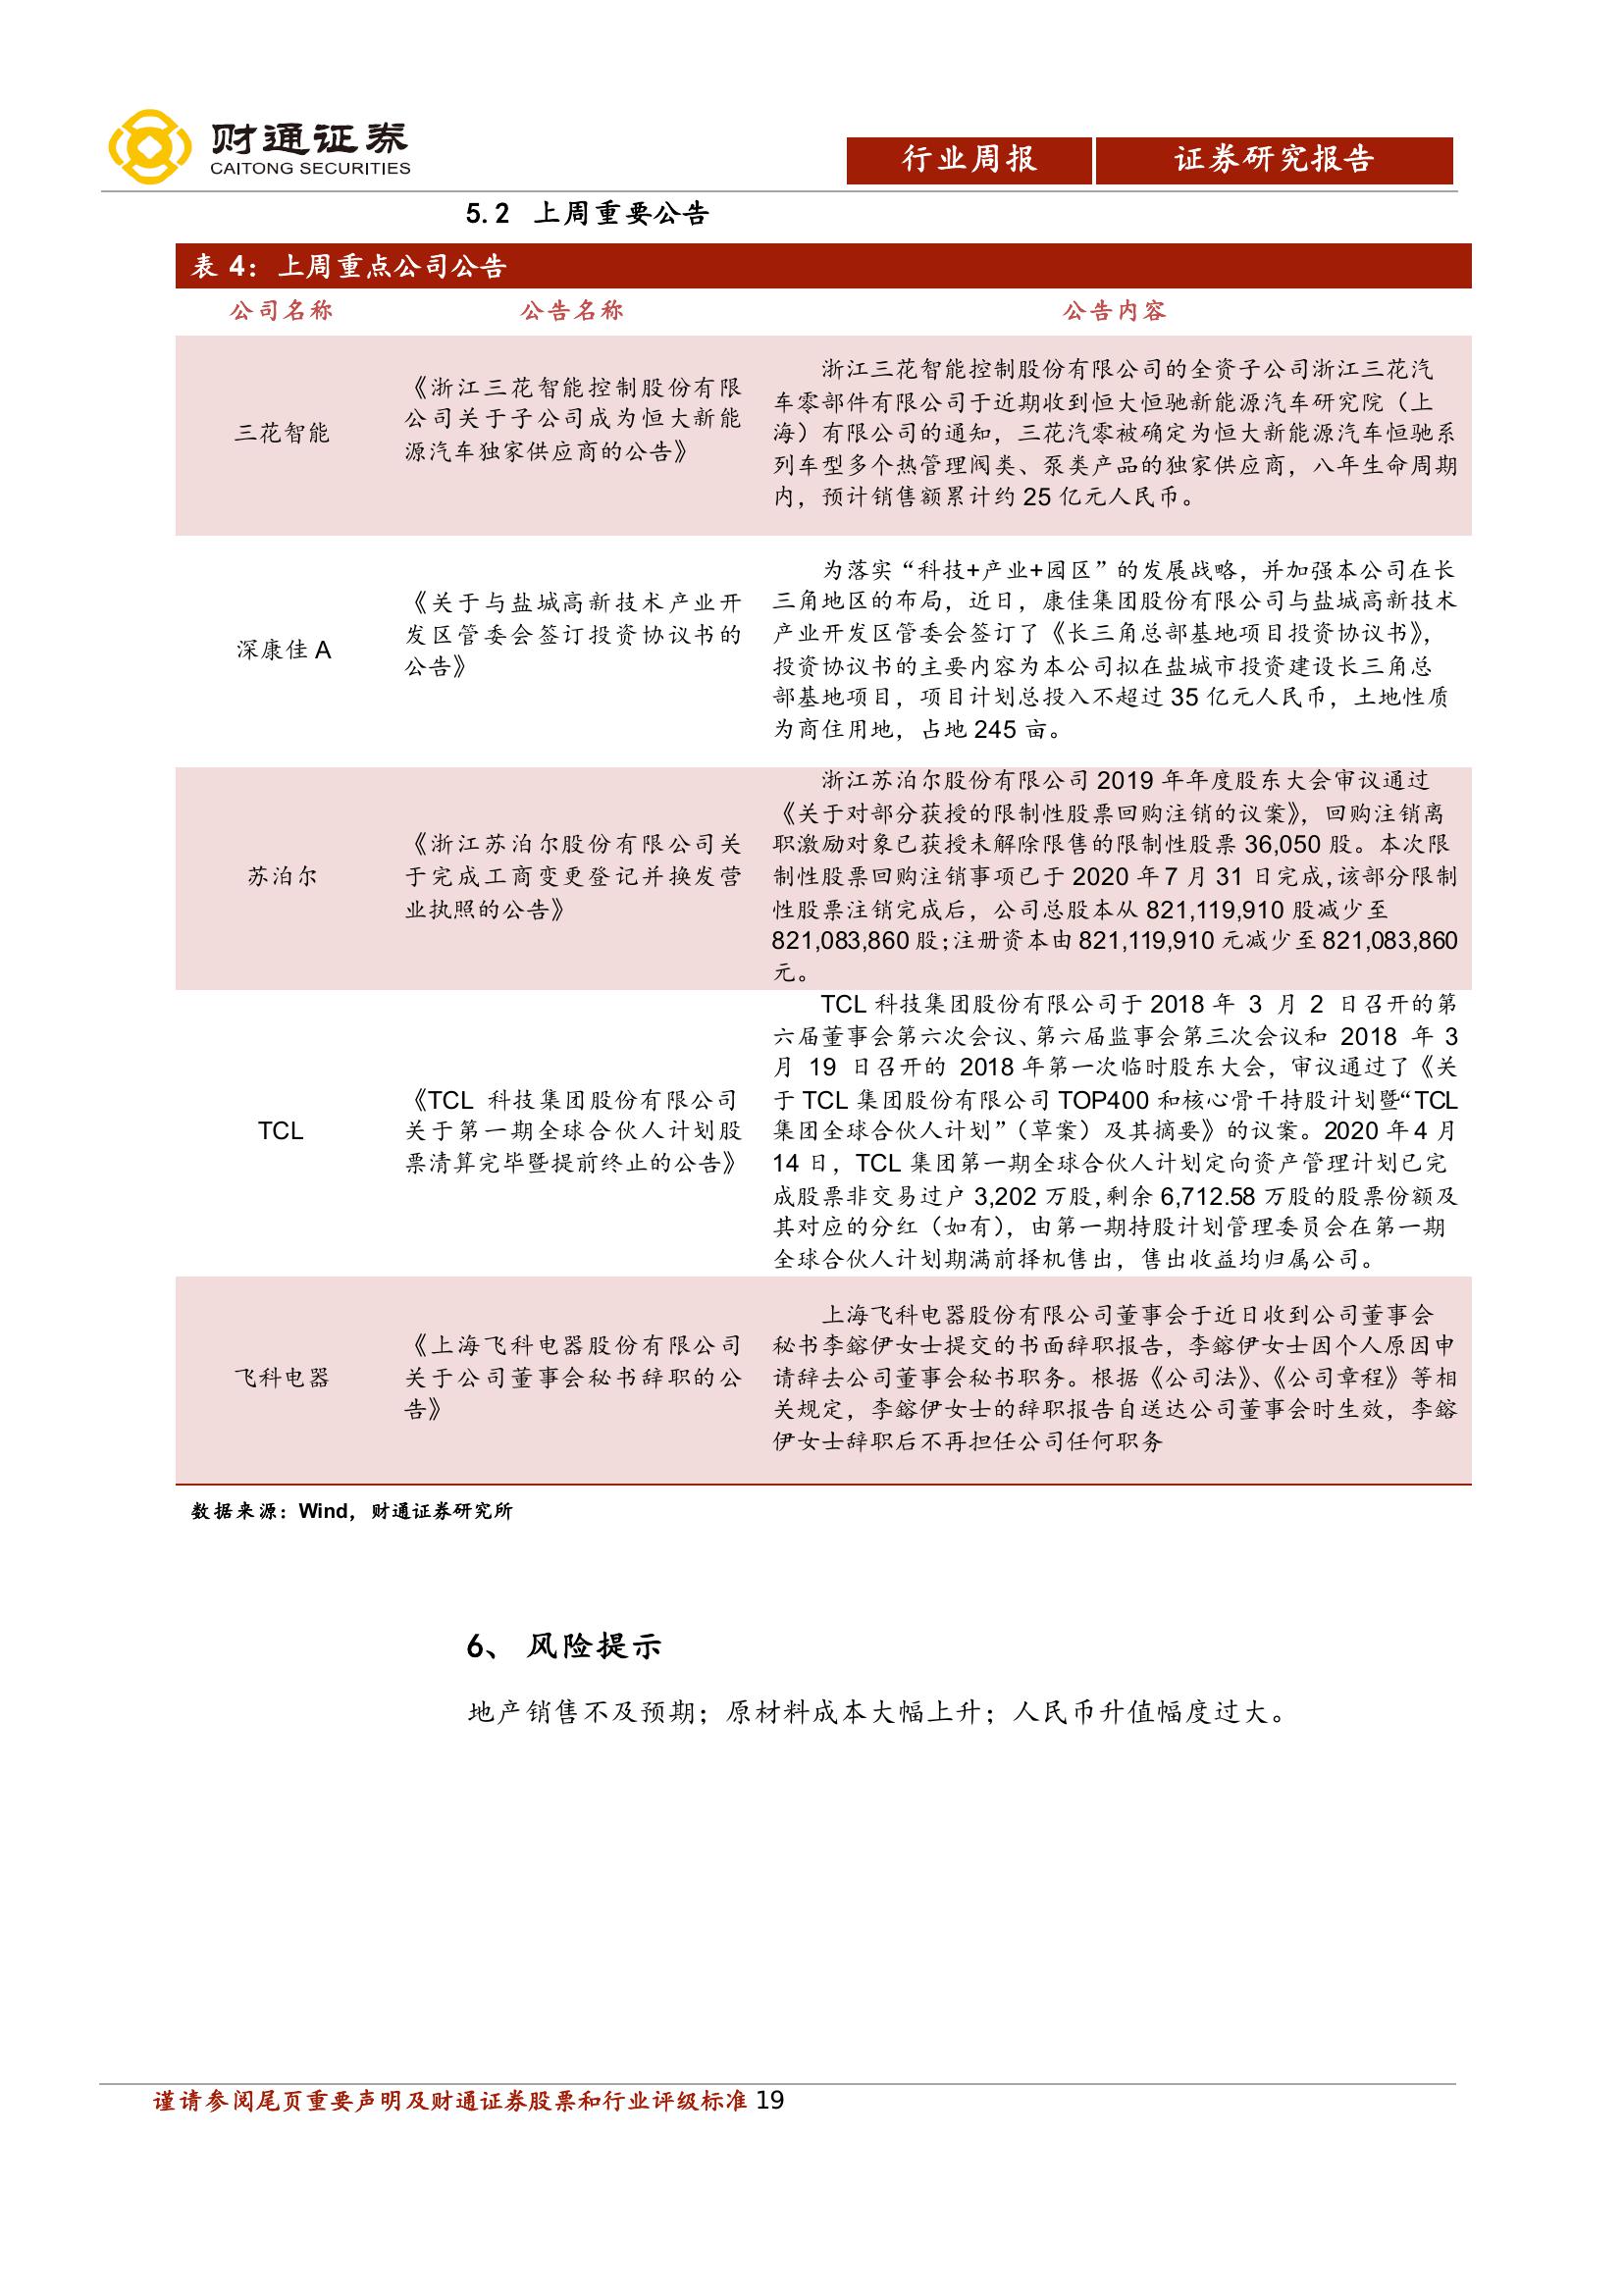 财通证券
CAITONG SECURITIES
行业周报
证券研究报告
5.2 上周重要公告
表 4：上周重点公司公告
公司名称
公告名称
公告内容
三花智能
《浙江三花智能控制股份有限
公司关于子公司成为恒大新能
源汽车独家供应商的公告》
浙江三花智能控制股份有限公司的全资子公司浙江三花汽
车零部件有限公司于近期收到恒大恒驰新能源汽车研究院（上
海）有限公司的通知，三花汽零被确定为恒大新能源汽车恒驰系
列车型多个热管理阀类、泵类产品的独家供应商，八年生命周期
内，预计销售额累计约 25 亿元人民币。
深康佳 A
《关于与盐城高新技术产业开
发区管委会签订投资协议书的
公告》
为落实“科技+产业+园区”的发展战略，并加强本公司在长
三角地区的布局，近日，康佳集团股份有限公司与盐城高新技术
产业开发区管委会签订了《长三角总部基地项目投资协议书》，
投资协议书的主要内容为本公司拟在盐城市投资建设长三角总
部基地项目，项目计划总投入不超过 35 亿元人民币，土地性质
为商住用地，占地 245 亩。
苏泊尔
《浙江苏泊尔股份有限公司关
于完成工商变更登记并换发营
业执照的公告》
浙江苏泊尔股份有限公司 2019 年年度股东大会审议通过
《关于对部分获授的限制性股票回购注销的议案》，回购注销离
职激励对象已获授未解除限售的限制性股票 36,050 股。本次限
制性股票回购注销事项已于 2020 年 7 月 31 日完成,该部分限制
性股票注销完成后，公司总股本从 821,119,910 股减少至
821,083,860 股;注册资本由 821,119,910 元减少至 821,083,860
元。
TCL
《TCL 科技集团股份有限公司
关于第一期全球合伙人计划股
票清算完毕暨提前终止的公告》
TCL 科技集团股份有限公司于 2018 年 3 月 2 日召开的第
六届董事会第六次会议、第六届监事会第三次会议和 2018 年 3
月 19 日召开的 2018 年第一次临时股东大会，审议通过了《关
于 TCL 集团股份有限公司 TOP400 和核心骨干持股计划暨“TCL
集团全球合伙人计划”（草案）及其摘要》的议案。2020 年 4 月
14 日，TCL 集团第一期全球合伙人计划定向资产管理计划已完
成股票非交易过户 3,202 万股,剩余 6,712.58 万股的股票份额及
其对应的分红（如有），由第一期持股计划管理委员会在第一期
全球合伙人计划期满前择机售出，售出收益均归属公司。
飞科电器
《上海飞科电器股份有限公司
关于公司董事会秘书辞职的公
告》
上海飞科电器股份有限公司董事会于近日收到公司董事会
秘书李鎔伊女士提交的书面辞职报告，李鎔伊女士因个人原因申
请辞去公司董事会秘书职务。根据《公司法》、《公司章程》等相
关规定，李鎔伊女士的辞职报告自送达公司董事会时生效，李鎔
伊女士辞职后不再担任公司任何职务
数据来源：Wind，财通证券研究所
6、 风险提示
地产销售不及预期；原材料成本大幅上升；人民币升值幅度过大。
谨请参阅尾页重要声明及财通证券股票和行业评级标准 19